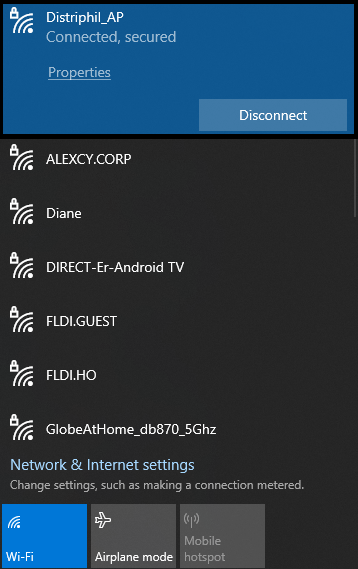 Distriphil_AP
Connected, secured
Properties
Disconnect
ALEXCY.CORP
Diane
DIRECT-Er-Android TV
FLDI.GUEST
FLDI.HO
GlobeAtHome_db870_5Ghz
Network & Internet settings
Change settings, such as making a connection metered.
Wi-Fi
Airplane mode
Mobile
hotspot